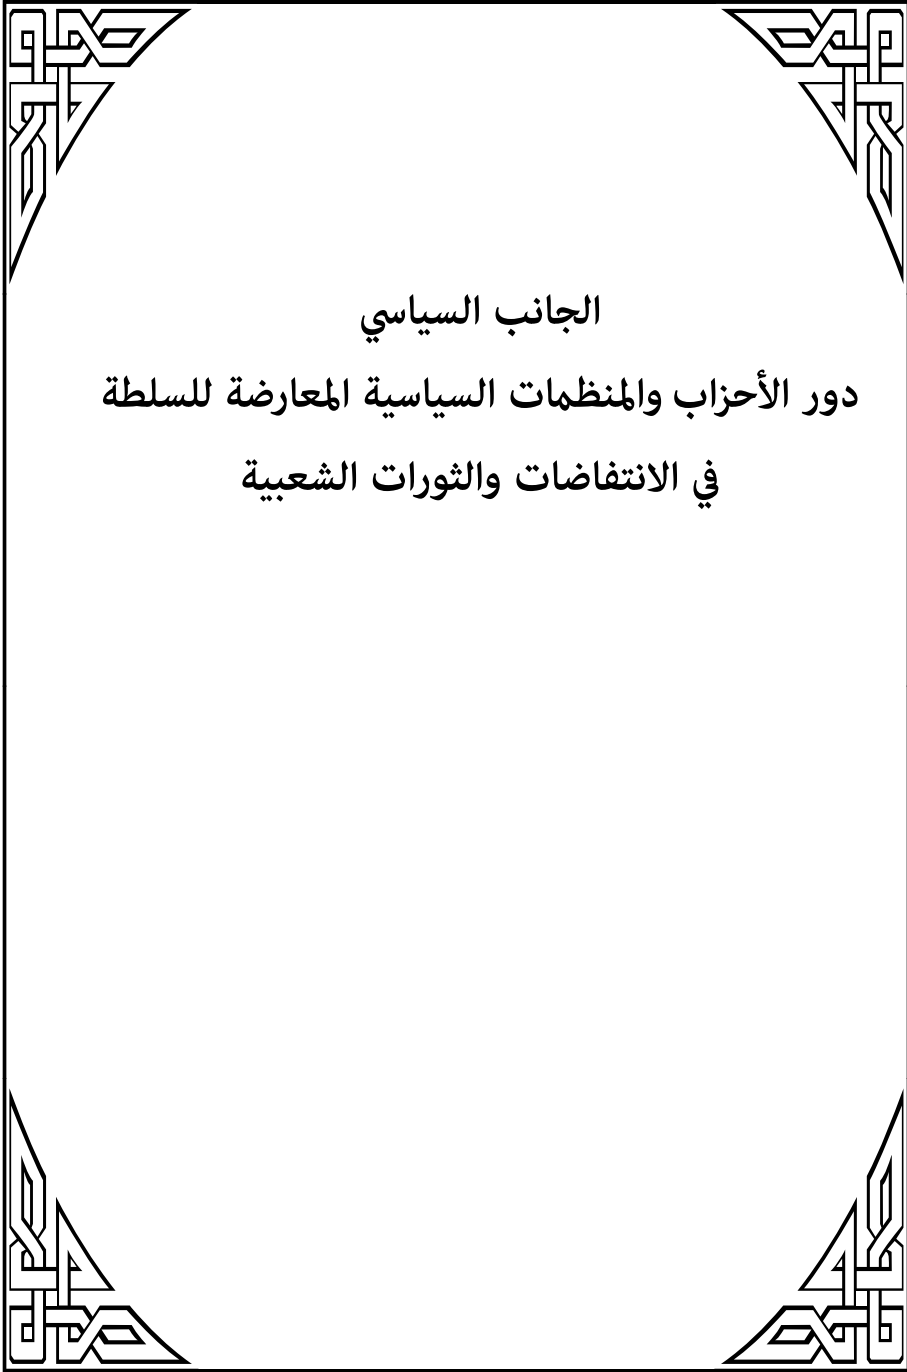 الجانب السياسي
دور الأحزاب والمنظمات السياسية المعارضة للسلطة
في الانتفاضات والثورات الشعبية